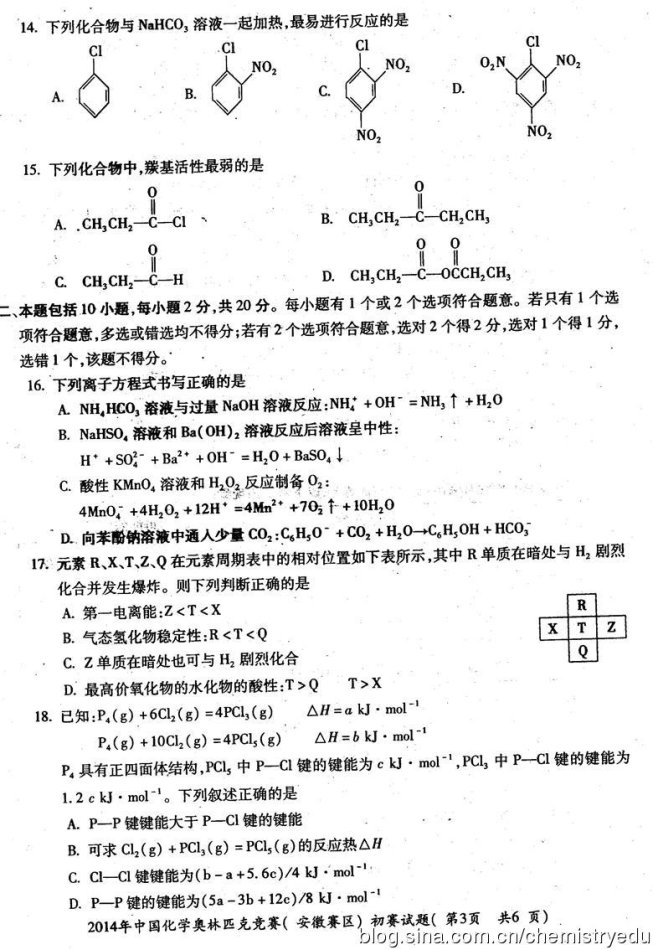 14. 下列化合物与 NaHCO₃ 溶液一起加热,最易进行反应的是
Cl
Cl
NO₂
Cl
NO₂
NO₂
Cl
O₂N
NO₂
NO₂
A.
B.
C.
D.
15. 下列化合物中,羰基活性最弱的是
O
A. CH₃CH₂—C—Cl
O
B. CH₃CH₂—C—CH₂CH₃
O
C. CH₃CH₂—C—H
O O
D. CH₃CH₂—C—OCCH₂CH₃
二、本题包括 10 小题,每小题 2 分,共 20 分。每小题有 1 个或 2 个选项符合题意。若只有 1 个选
项符合题意,多选或错选均不得分;若有 2 个选项符合题意,选对 2 个得 2 分,选对 1 个得 1 分,
选错 1 个,该题不得分。
16. 下列离子方程式书写正确的是
A. NH₄HCO₃ 溶液与过量 NaOH 溶液反应:NH₄⁺ + OH⁻ = NH₃↑ + H₂O
B. NaHSO₄ 溶液和 Ba(OH)₂ 溶液反应后溶液呈中性:
H⁺ + SO₄²⁻ + Ba²⁺ + OH⁻ = H₂O + BaSO₄↓
C. 酸性 KMnO₄ 溶液和 H₂O₂ 反应制备 O₂:
4MnO₄⁻ + 4H₂O₂ + 12H⁺ = 4Mn²⁺ + 7O₂↑ + 10H₂O
D. 向苯酚钠溶液中通入少量 CO₂:C₆H₅O⁻ + CO₂ + H₂O→C₆H₅OH + HCO₃⁻
17. 元素 R、X、T、Z、Q 在元素周期表中的相对位置如下表所示,其中 R 单质在暗处与 H₂ 剧烈
化合并发生爆炸。则下列判断正确的是
A. 第一电离能:Z < T < X
B. 气态氢化物稳定性:R < T < Q
C. Z 单质在暗处也可与 H₂ 剧烈化合
D. 最高价氧化物的水化物的酸性:T > Q T > X
R
X T Z
Q
18. 已知:P₄(g) + 6Cl₂(g) = 4PCl₃(g) △H = a kJ·mol⁻¹
P₄(g) + 10Cl₂(g) = 4PCl₅(g) △H = b kJ·mol⁻¹
P₄ 具有正四面体结构,PCl₅ 中 P—Cl 键的键能为 c kJ·mol⁻¹,PCl₃ 中 P—Cl 键的键能为
1.2 c kJ·mol⁻¹。下列叙述正确的是
A. P—P 键键能大于 P—Cl 键的键能
B. 可求 Cl₂(g) + PCl₃(g) = PCl₅(g)的反应热△H
C. Cl—Cl 键键能为(b - a + 5.6c)/4 kJ·mol⁻¹
D. P—P 键的键能为(5a - 3b + 12c)/8 kJ·mol⁻¹
2014年中国化学奥林匹克竞赛(安徽赛区)初赛试题(第3页 共6页)
blog.sina.com.cn/chemistryedu